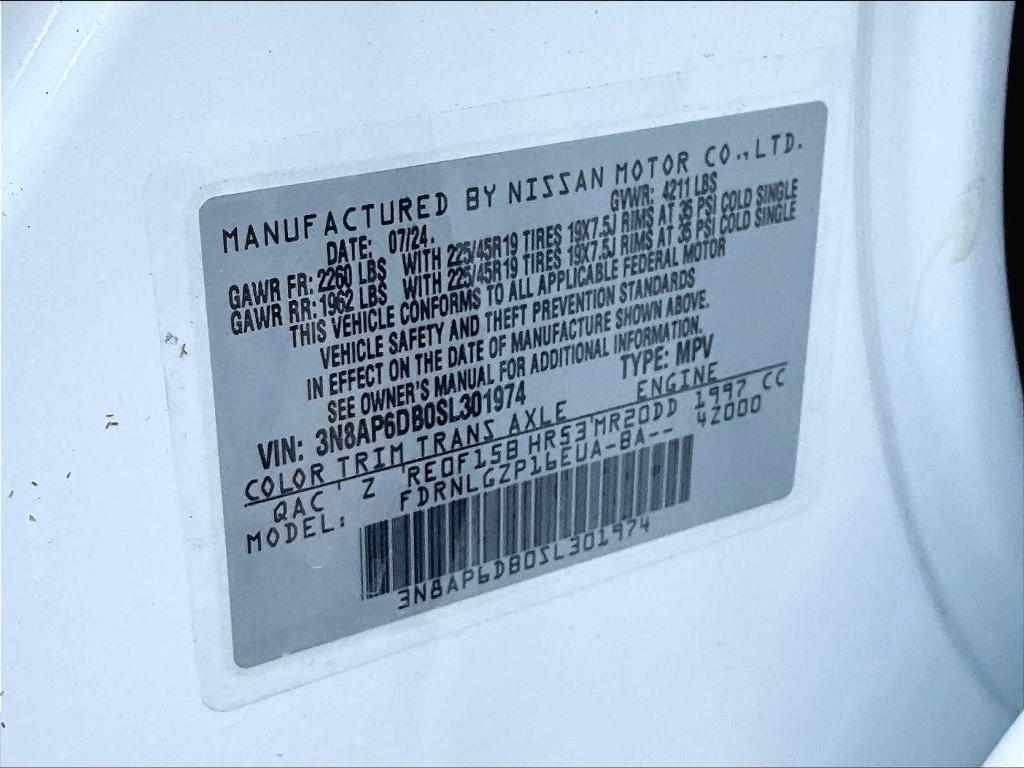 MANUFACTURED BY NISSAN MOTOR CO.,LTD.
DATE: 07/24. GVWR: 4211 LBS
GAWR FR: 2260 LBS WITH 225/45R19 TIRES 19X7.5J RIMS AT 35 PSI COLD SINGLE
GAWR RR: 1962 LBS WITH 225/45R19 TIRES 19X7.5J RIMS AT 35 PSI COLD SINGLE
THIS VEHICLE CONFORMS TO ALL APPLICABLE FEDERAL MOTOR
VEHICLE SAFETY AND THEFT PREVENTION STANDARDS
IN EFFECT ON THE DATE OF MANUFACTURE SHOWN ABOVE.
SEE OWNER'S MANUAL FOR ADDITIONAL INFORMATION.
VIN: 3N8AP6DB0SL301974 TYPE: MPV
COLOR TRIM TRANS AXLE ENGINE
QAC ' Z 'RE0F15B HR53'MR20DD 1997 CC
MODEL: FDRNLGZP16EUA-BA-- 4Z000
3N8AP6DB0SL301974